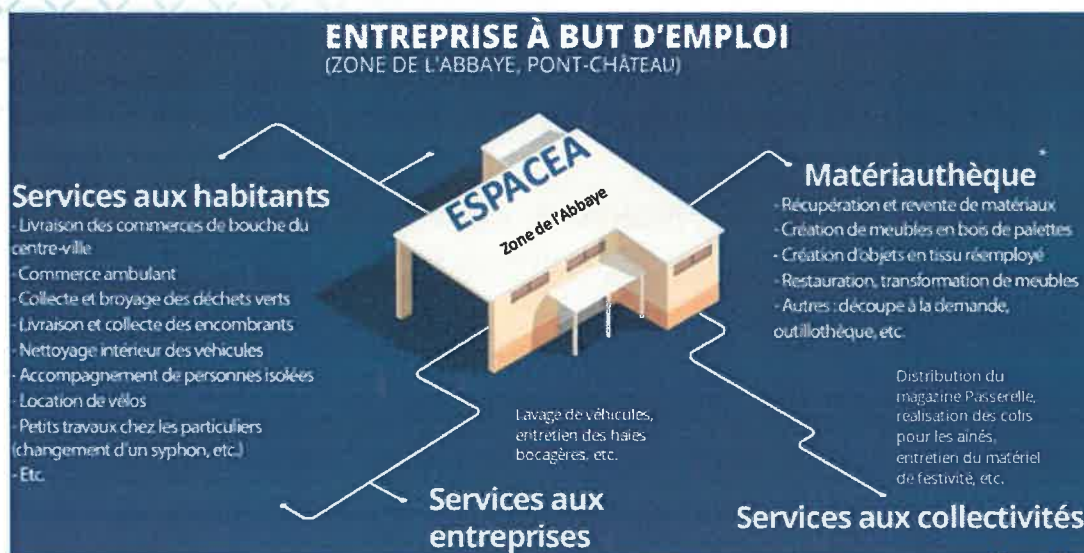 ENTREPRISE À BUT D'EMPLOI
(ZONE DE L'ABBAYE, PONT-CHÂTEAU)
ESPACEA
Zone de l'Abbaye
Services aux habitants
- Livraison des commerces de bouche du
centre-ville
- Commerce ambulant
- Collecte et broyage des déchets verts
- Livraison et collecte des encombrants
- Nettoyage intérieur des vehicules
- Accompagnement de personnes isolées
- Location de vélos
- Petits travaux chez les particuliers
(changement d'un syphon, etc.)
- Etc.
Matériauthèque*
- Récupération et revente de matériaux
- Création de meubles en bois de palettes
- Création d'objets en tissu réemployé
- Restauration, transformation de meubles
- Autres : découpe à la demande,
outillothèque, etc.
Lavage de véhicules,
entretien des haies
bocagères, etc.
Services aux
entreprises
Distribution du
magazine Passerelle,
réalisation des colis
pour les ainés,
entretien du matériel
de festivité, etc.
Services aux collectivités